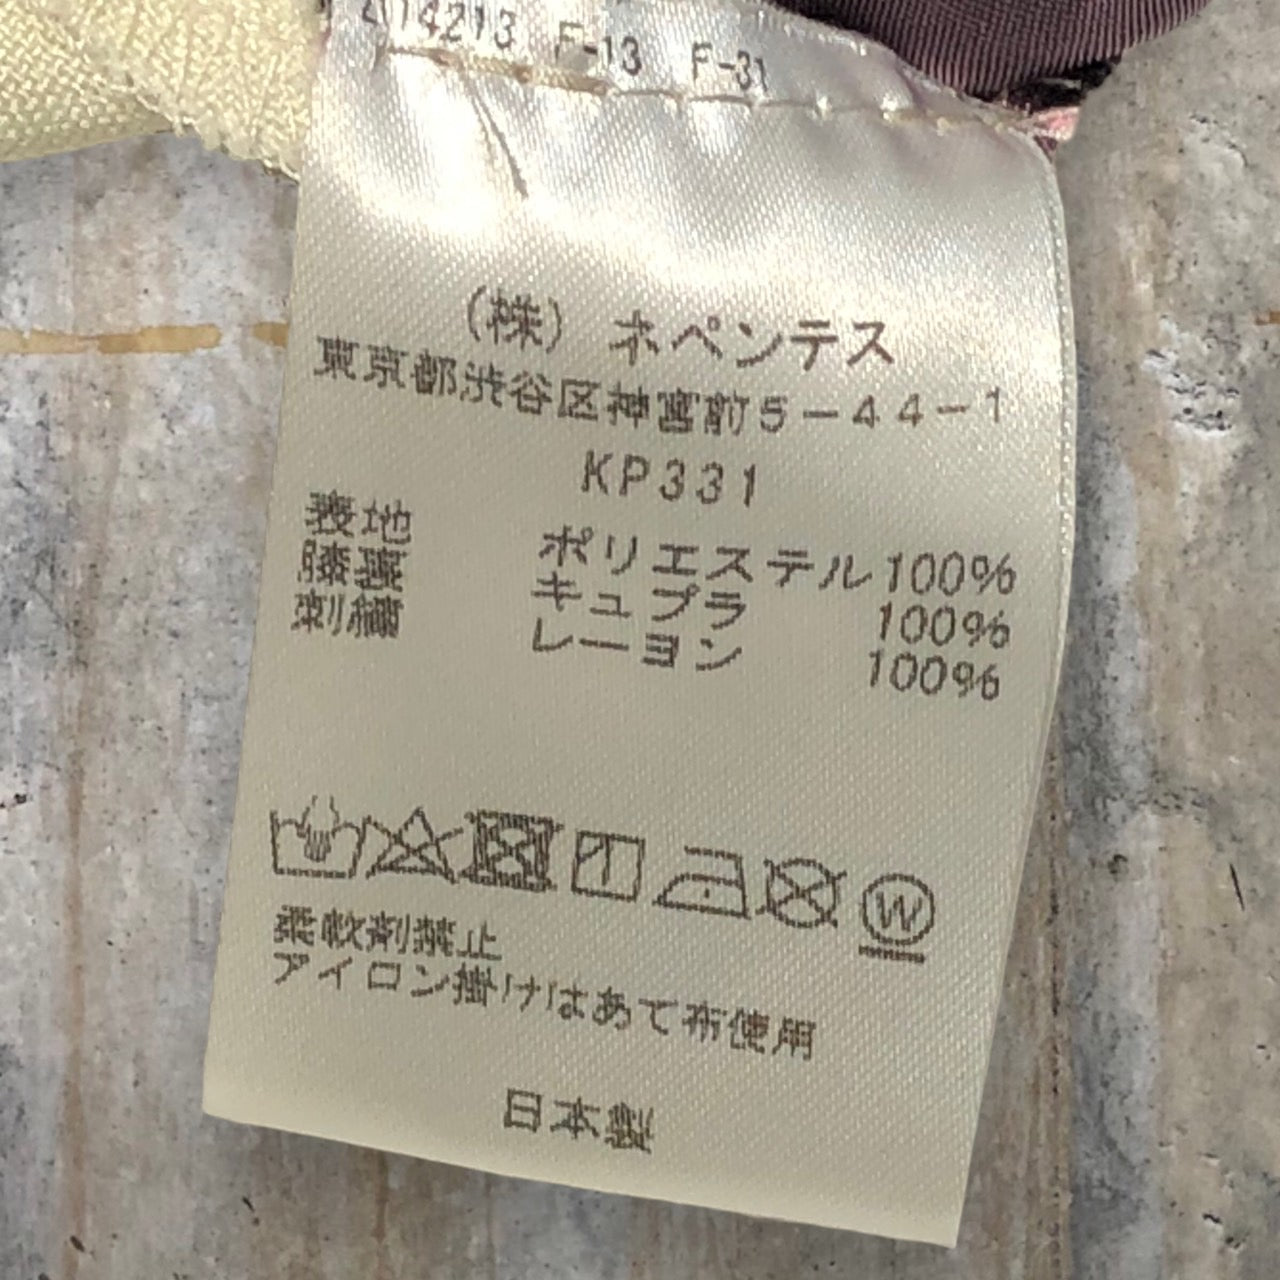 14213 F-13 F-31
(株) ネペンテス
東京都渋谷区神宮前5-44-1
KP331
表地 ポリエステル100%
膝裏 キュプラ 100%
刺繍 レーヨン 100%
W
柔軟剤禁止
アイロン掛けはあて布使用
日本製